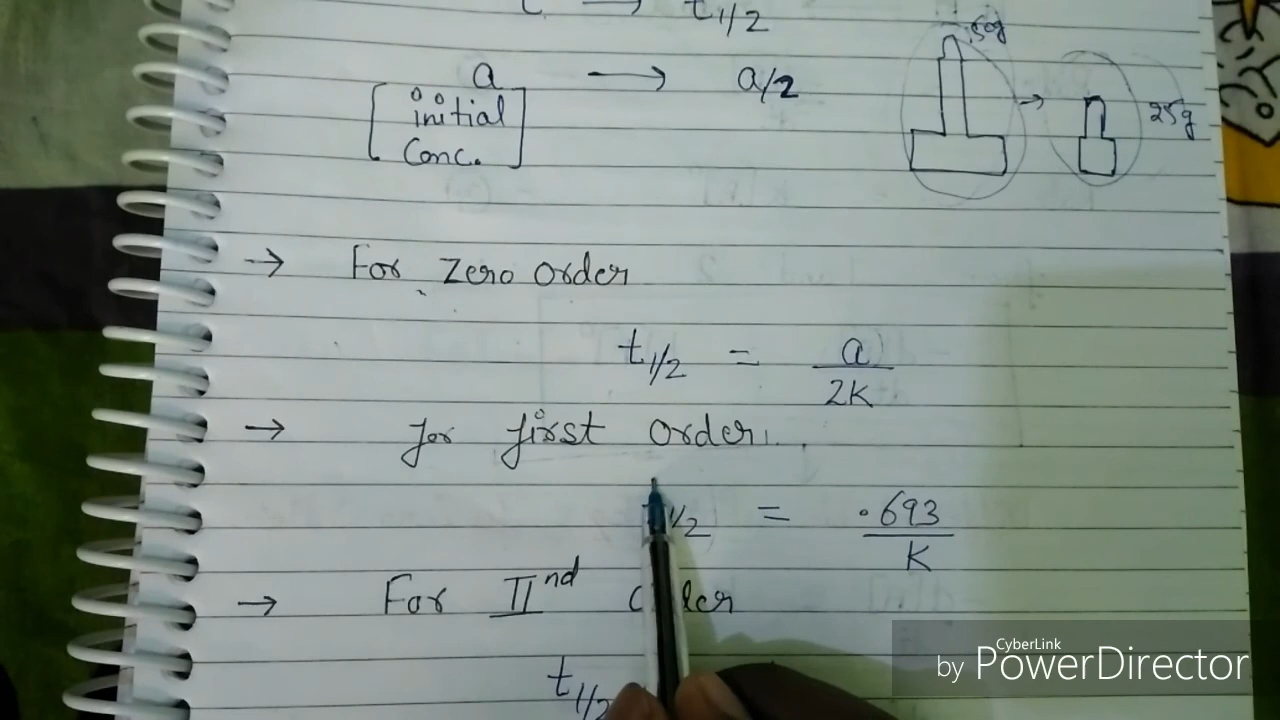 t → t1/2
a → a/2
[initial
Conc.]
50g → 25g
→ For Zero Order
t1/2 = a/2K
→ for first order
1/2 = .693/K
→ For IInd Order
t1/2
by CyberLink PowerDirector